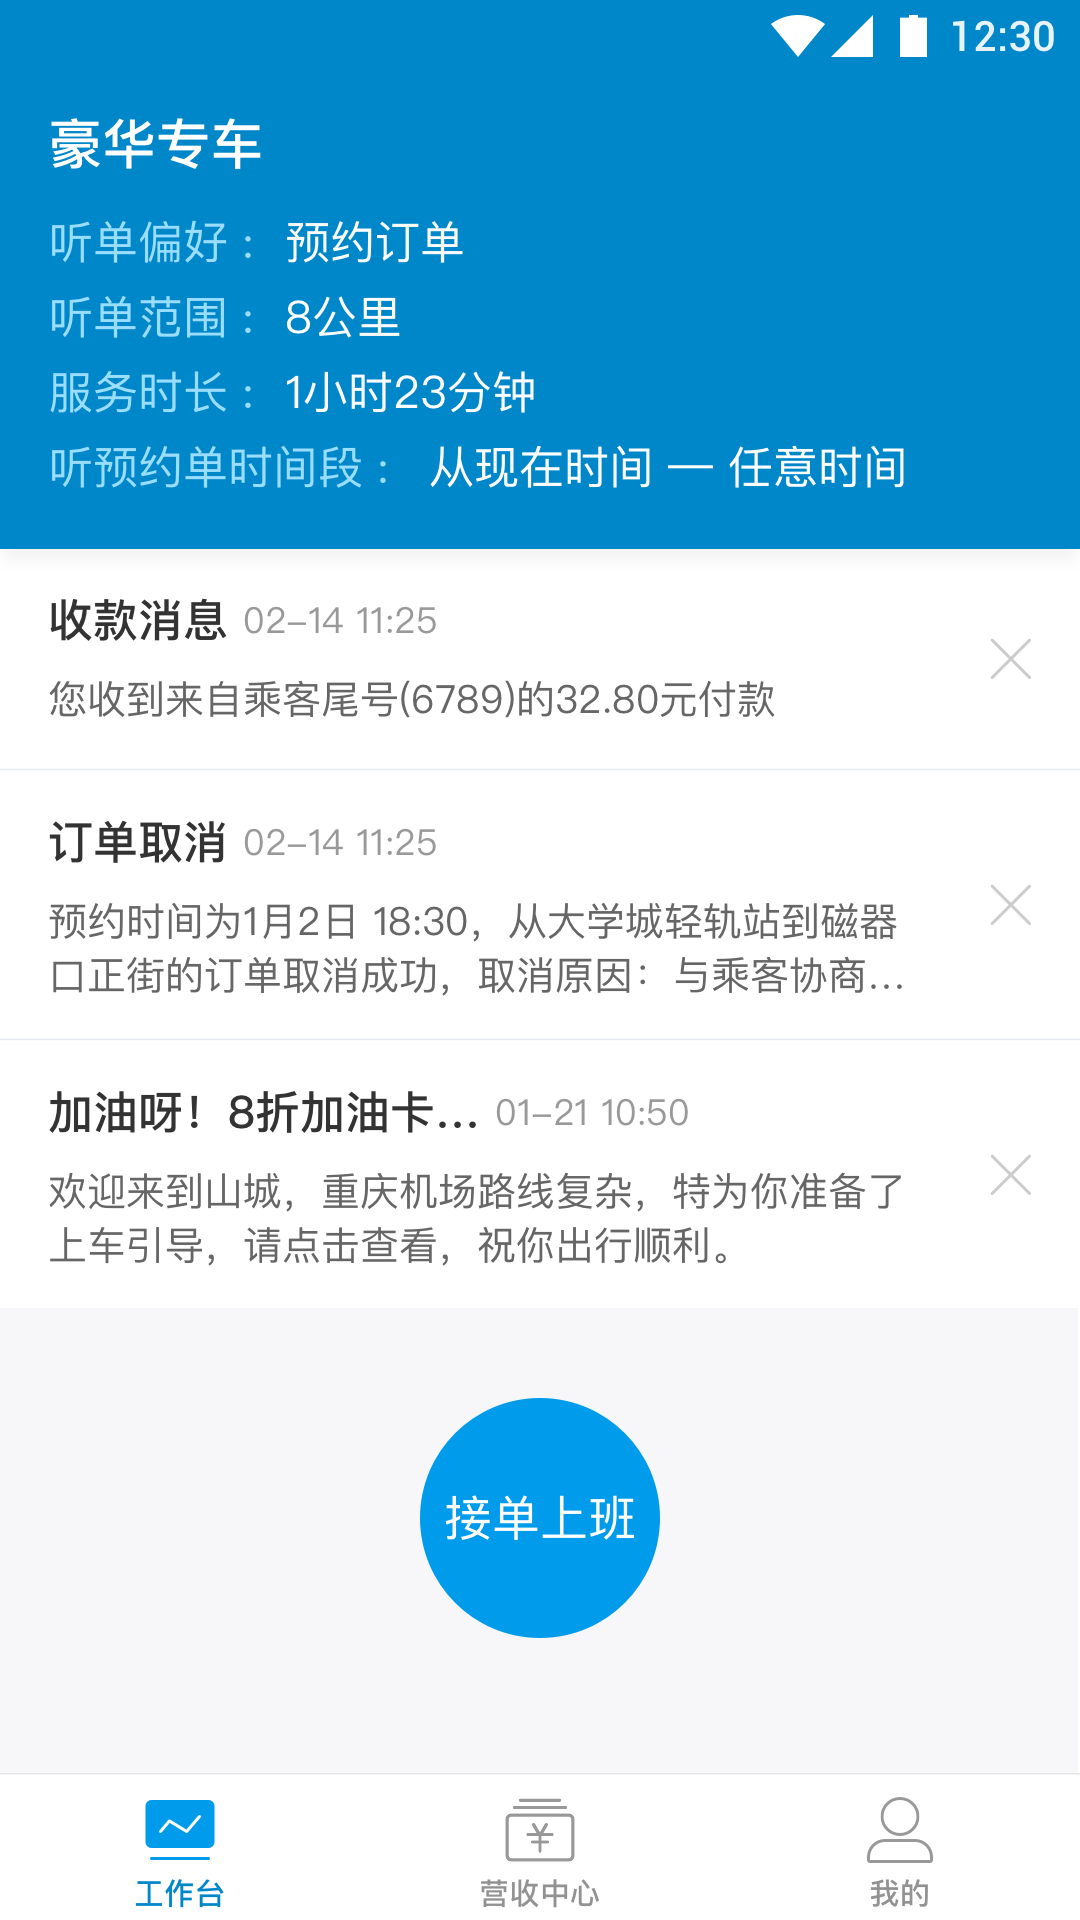 12:30
豪华专车
听单偏好： 预约订单
听单范围： 8公里
服务时长： 1小时23分钟
听预约单时间段： 从现在时间 — 任意时间
收款消息 02-14 11:25
您收到来自乘客尾号(6789)的32.80元付款
订单取消 02-14 11:25
预约时间为1月2日 18:30，从大学城轻轨站到磁器
口正街的订单取消成功，取消原因：与乘客协商...
加油呀！8折加油卡... 01-21 10:50
欢迎来到山城，重庆机场路线复杂，特为你准备了
上车引导，请点击查看，祝你出行顺利。
接单上班
工作台
营收中心
我的